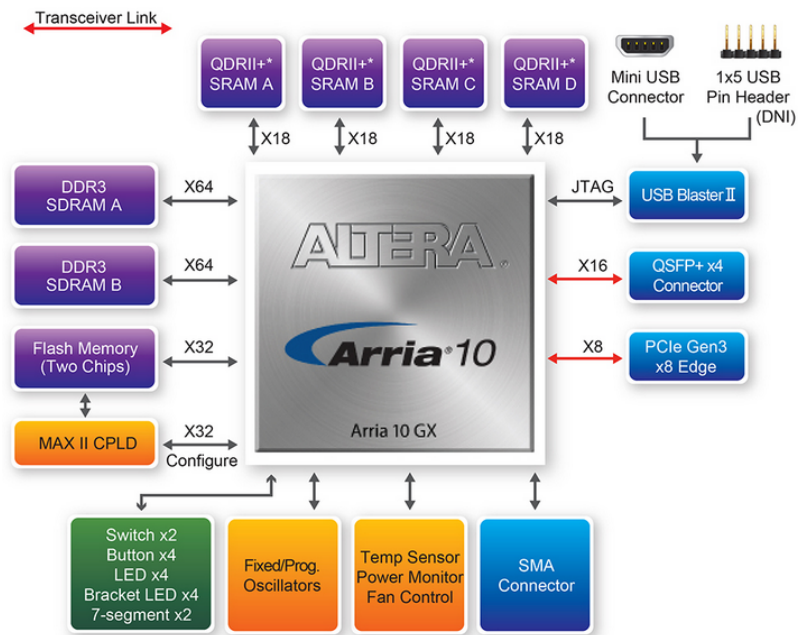 Transceiver Link
QDRII+*
SRAM A
QDRII+*
SRAM B
QDRII+*
SRAM C
QDRII+*
SRAM D
Mini USB
Connector
1x5 USB
Pin Header
(DNI)
X18
X18
X18
X18
DDR3
SDRAM A
X64
JTAG
USB Blaster II
ALTERA
DDR3
SDRAM B
X64
X16
QSFP+ x4
Connector
Flash Memory
(Two Chips)
X32
Arria 10
X8
PCIe Gen3
x8 Edge
MAX II CPLD
X32
Configure
Arria 10 GX
Switch x2
Button x4
LED x4
Bracket LED x4
7-segment x2
Fixed/Prog.
Oscillators
Temp Sensor
Power Monitor
Fan Control
SMA
Connector